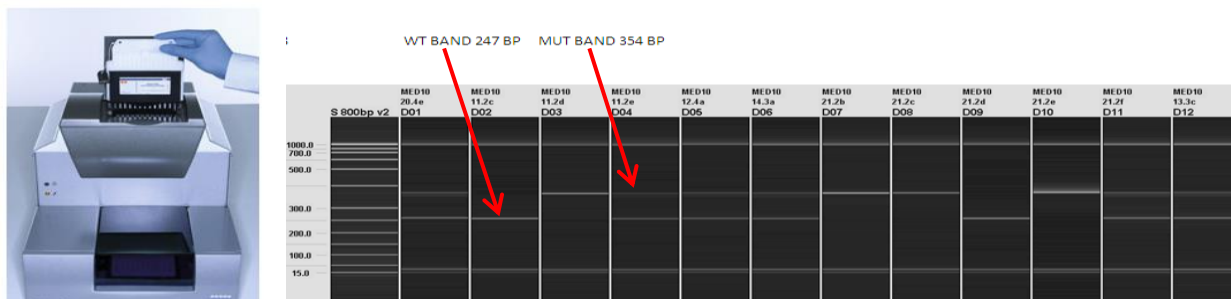 WT BAND 247 BP MUT BAND 354 BP
MED10 MED10 MED10 MED10 MED10 MED10 MED10 MED10 MED10 MED10 MED10 MED10
20.4e 11.2c 11.2d 11.2e 12.4a 14.3a 21.2b 21.2c 21.2d 21.2e 21.2f 13.3c
S 800bp v2 D01 D02 D03 D04 D05 D06 D07 D08 D09 D10 D11 D12
1000.0
700.0
500.0
300.0
200.0
100.0
15.0